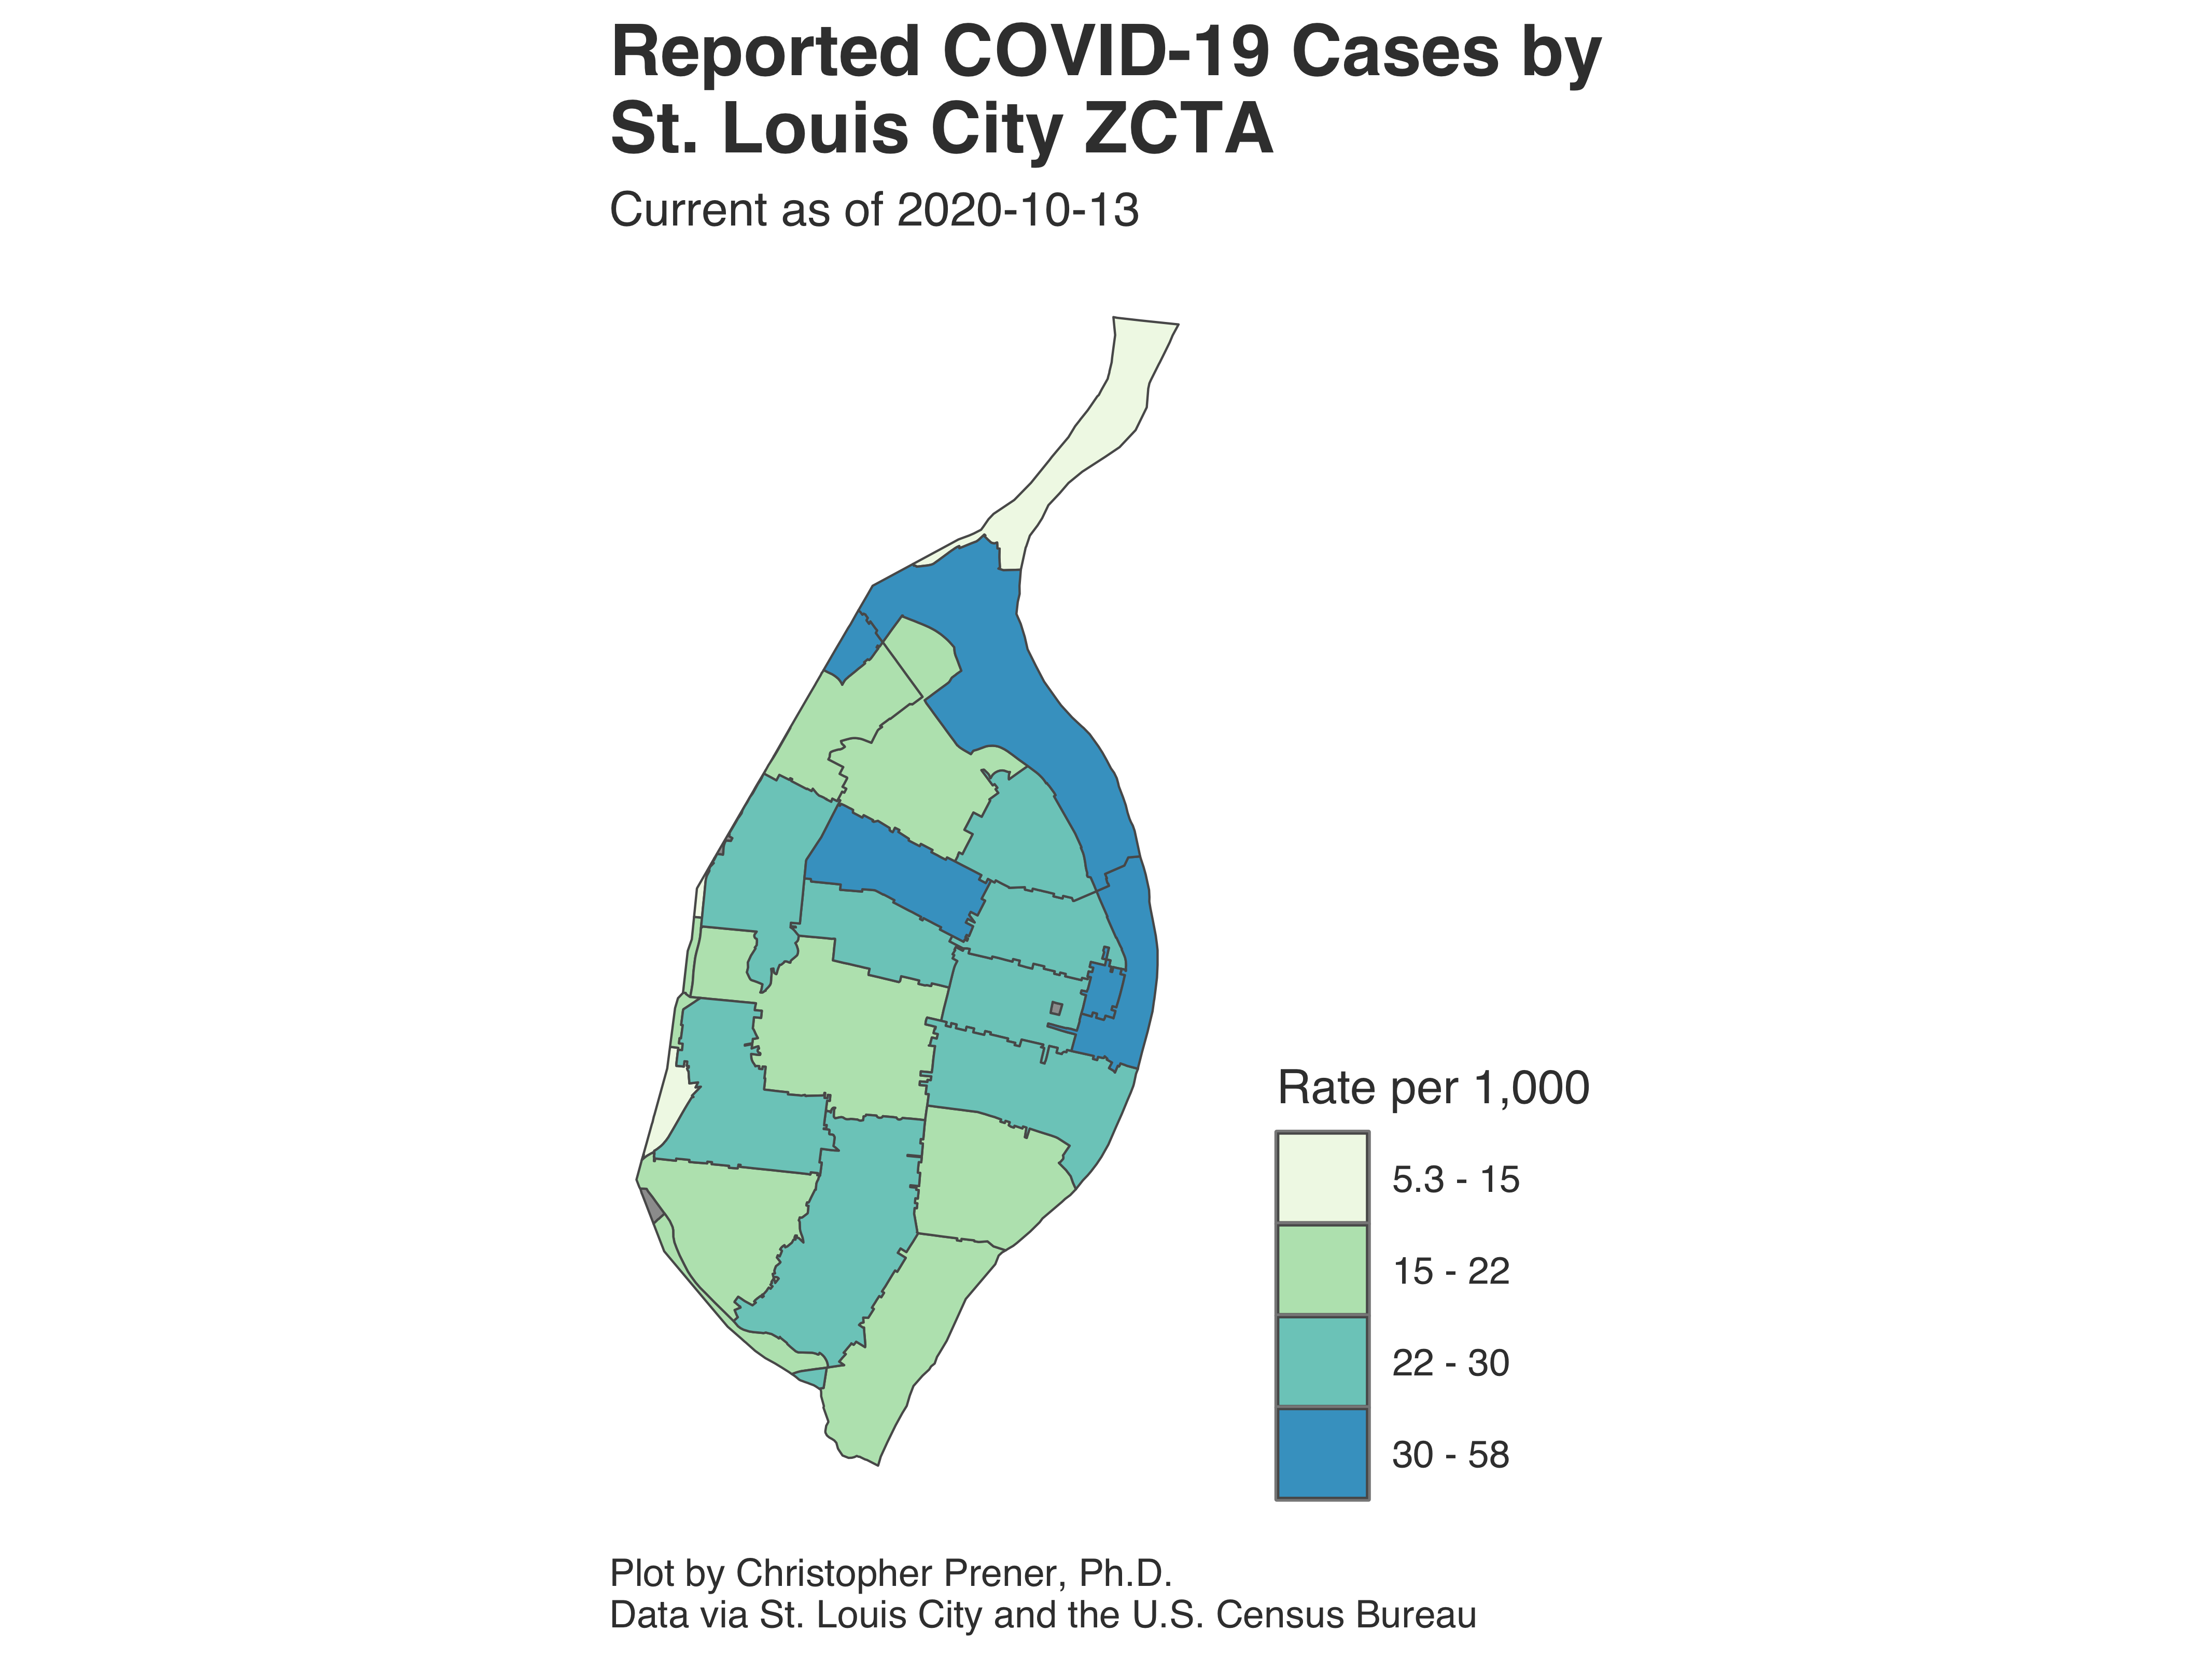 Reported COVID-19 Cases by
St. Louis City ZCTA
Current as of 2020-10-13
Rate per 1,000
5.3 - 15
15 - 22
22 - 30
30 - 58
Plot by Christopher Prener, Ph.D.
Data via St. Louis City and the U.S. Census Bureau